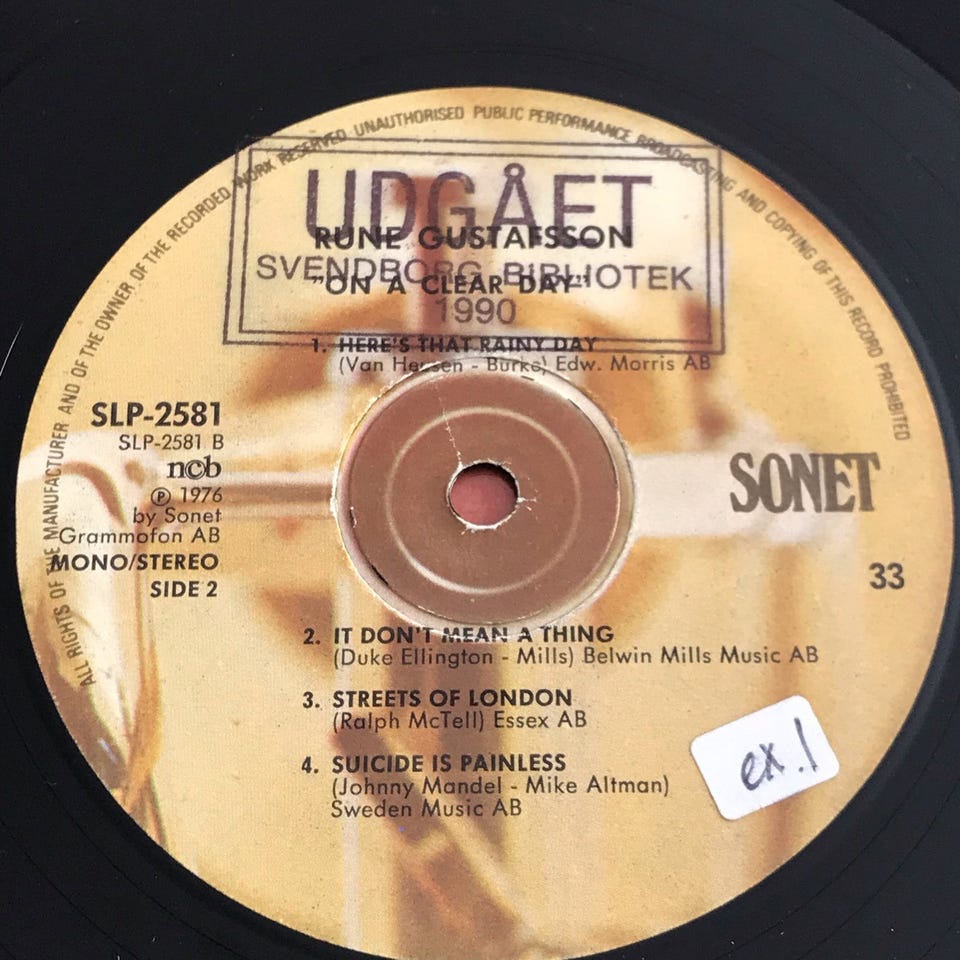 ALL RIGHTS OF THE MANUFACTURER AND OF THE OWNER OF THE RECORDED WORK RESERVED UNAUTHORISED PUBLIC PERFORMANCE BROADCASTING AND COPYING OF THIS RECORD PROHIBITED
UDGÅET
RUNE GUSTAFSSON
SVENDBORG BIBLIOTEK
"ON A CLEAR DAY"
1990
1. HERE'S THAT RAINY DAY
(Van Heusen - Burke) Edw. Morris AB
SLP-2581
SLP-2581 B
ncb
℗ 1976
by Sonet
Grammofon AB
MONO/STEREO
SIDE 2
SONET
33
2. IT DON'T MEAN A THING
(Duke Ellington - Mills) Belwin Mills Music AB
3. STREETS OF LONDON
(Ralph McTell) Essex AB
4. SUICIDE IS PAINLESS
(Johnny Mandel - Mike Altman)
Sweden Music AB
ex.1